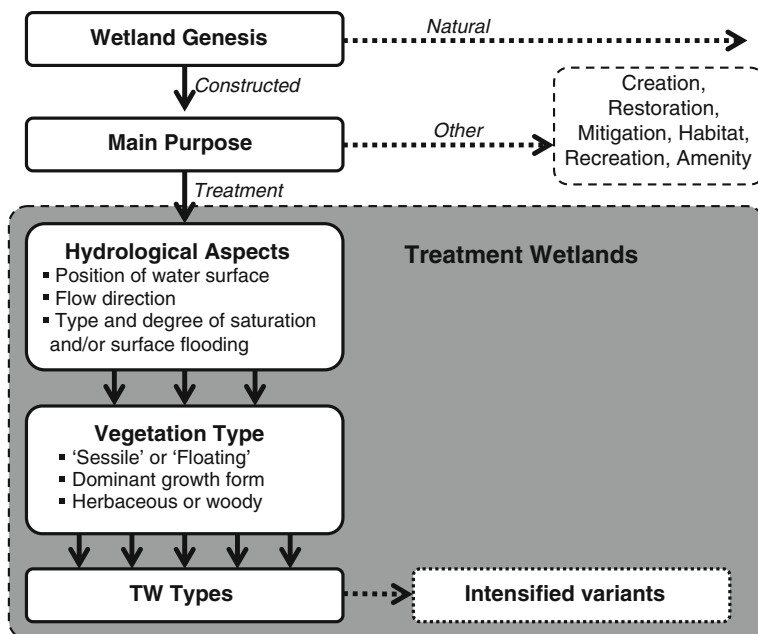 Wetland Genesis
Natural
Constructed
Creation,
Restoration,
Mitigation, Habitat,
Recreation, Amenity
Main Purpose
Other
Treatment
Hydrological Aspects
▪ Position of water surface
▪ Flow direction
▪ Type and degree of saturation
and/or surface flooding
Treatment Wetlands
Vegetation Type
▪ ‘Sessile’ or ‘Floating’
▪ Dominant growth form
▪ Herbaceous or woody
TW Types
Intensified variants